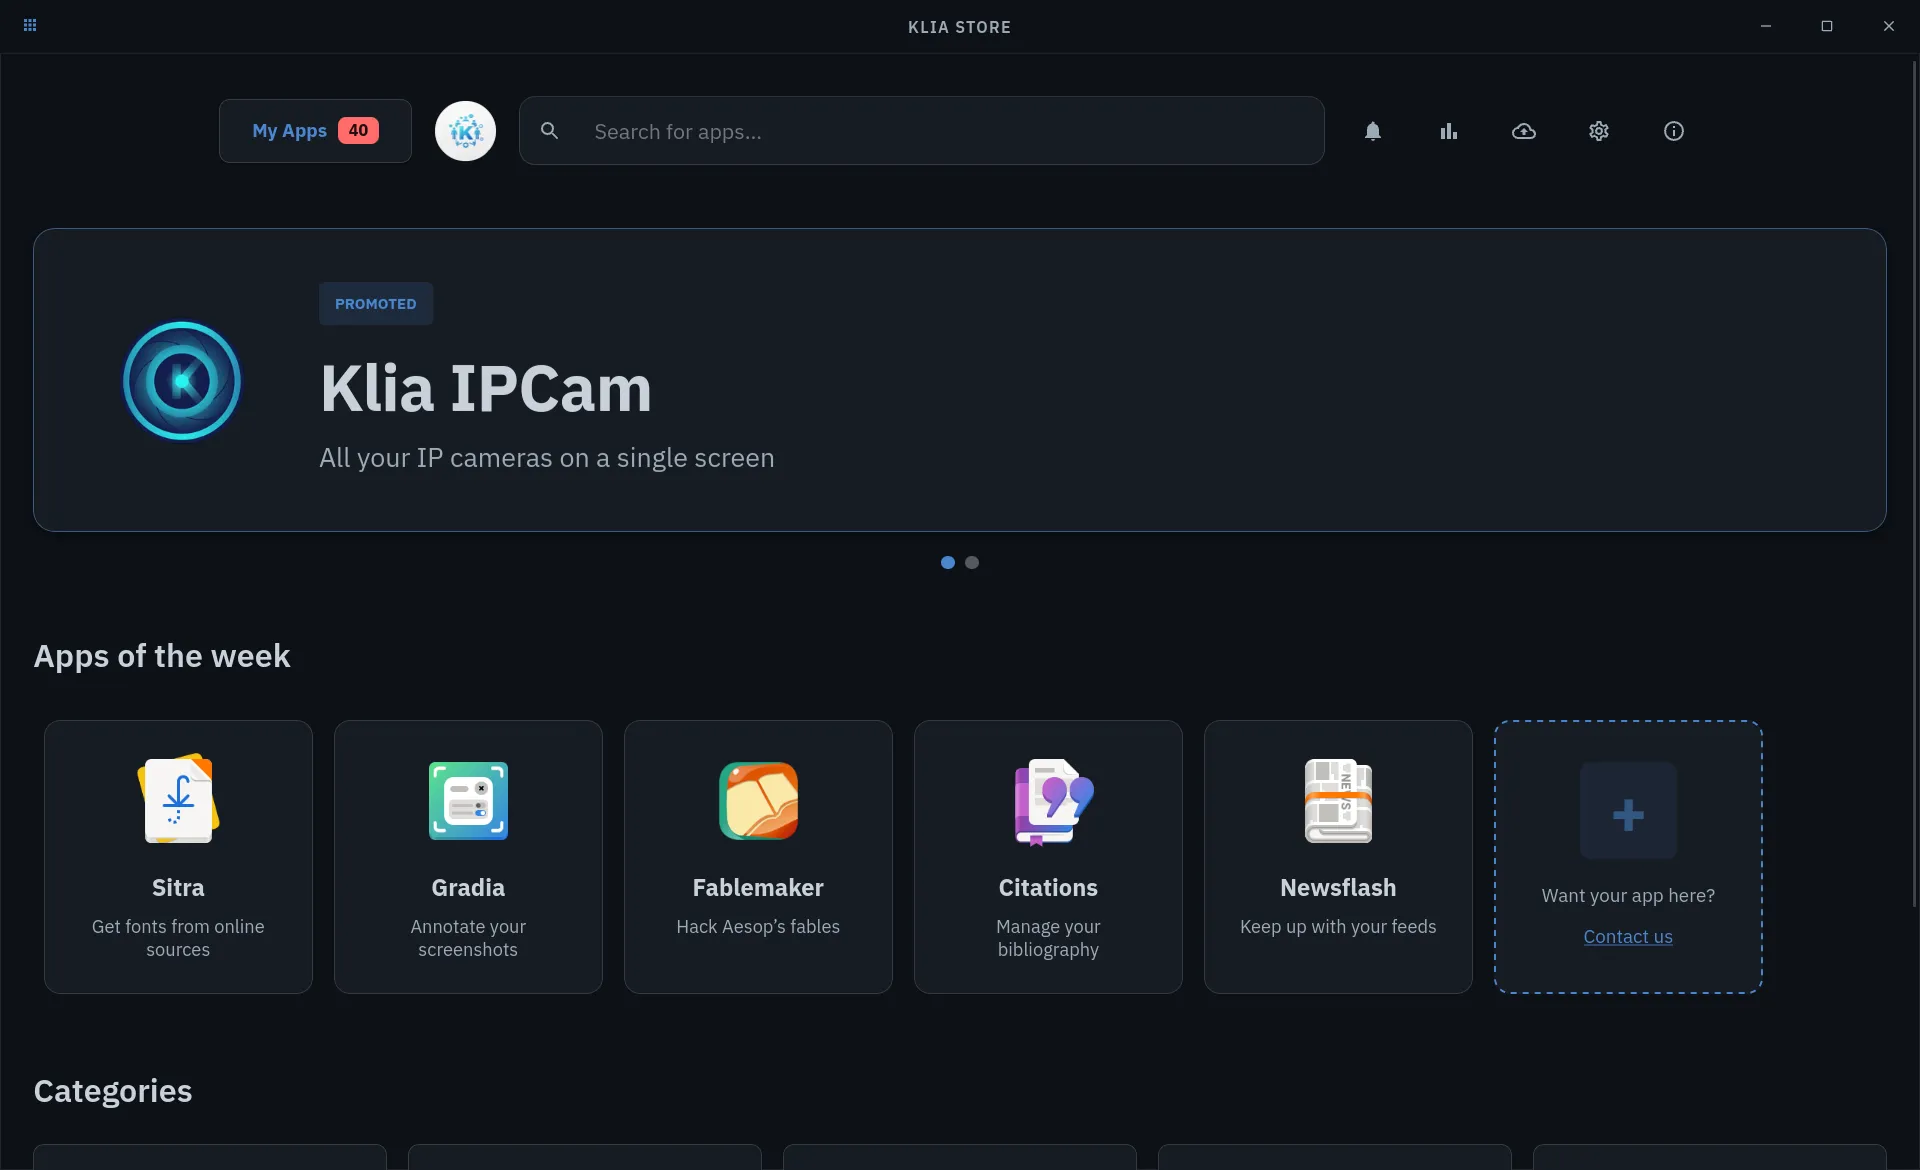 KLIA STORE
My Apps 40
K
Search for apps...
PROMOTED
K
Klia IPCam
All your IP cameras on a single screen
Apps of the week
Sitra
Get fonts from online
sources
Gradia
Annotate your
screenshots
Fablemaker
Hack Aesop’s fables
Citations
Manage your
bibliography
NEWS
Newsflash
Keep up with your feeds
Want your app here?
Contact us
Categories